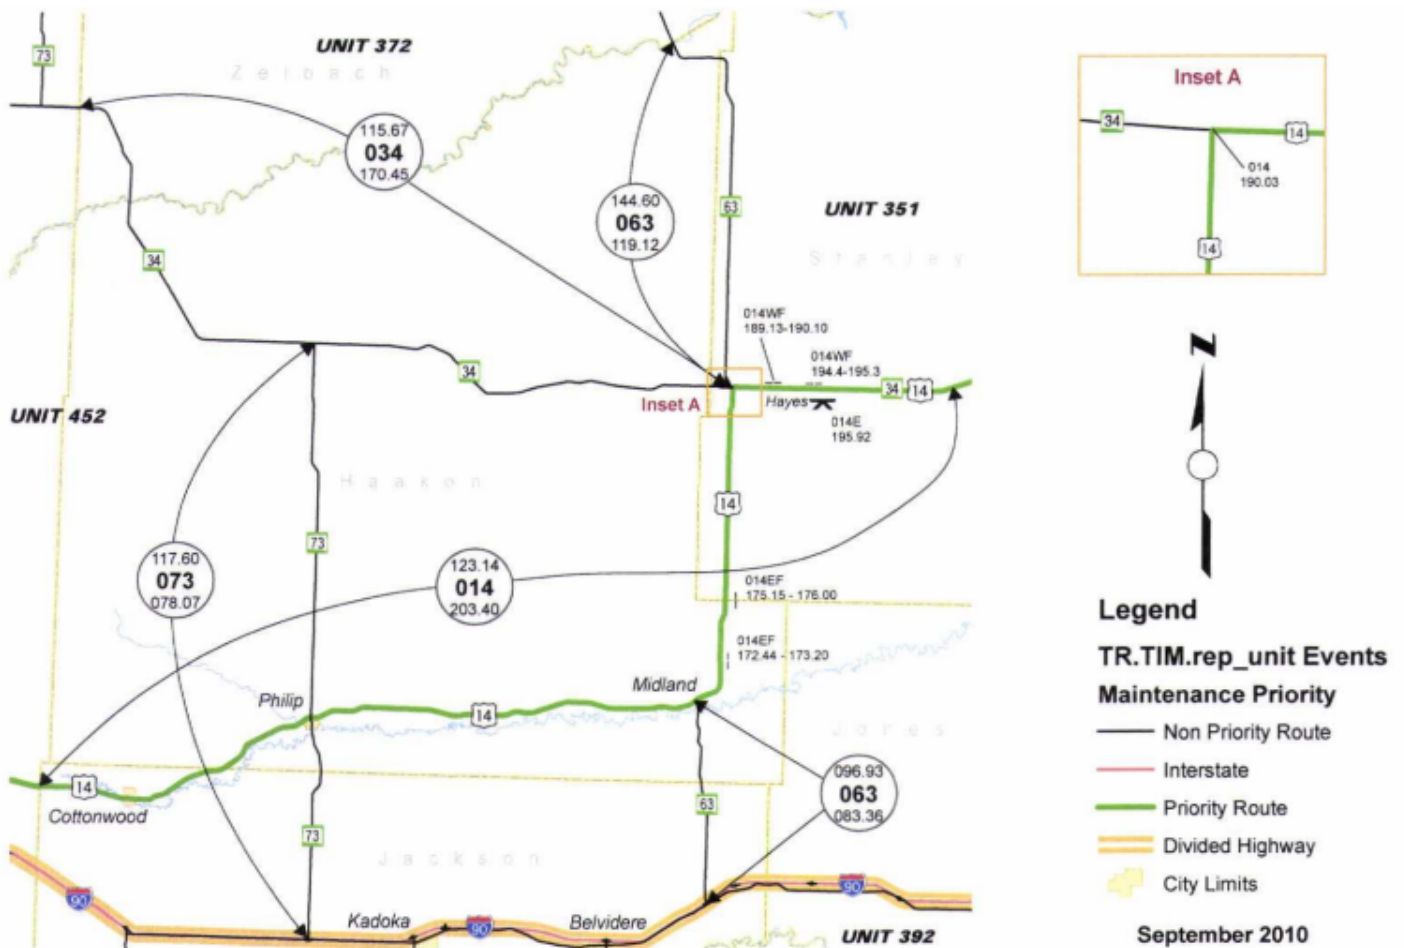 UNIT 372
73
Ziebach
115.67
034
170.45
144.60
063
119.12
63
UNIT 351
Stanley
34
014WF
189.13-190.10
014WF
194.4-195.3
34
34
14
Inset A
Hayes
014E
195.92
UNIT 452
Haakon
14
73
117.60
073
078.07
123.14
014
203.40
014EF
175.15 - 176.00
014EF
172.44 - 173.20
Midland
Philip
14
Jones
14
Cottonwood
096.93
063
083.36
63
73
Jackson
90
90
90
Kadoka
Belvidere
UNIT 392
Inset A
34
14
014
190.03
14
N
Legend
TR.TIM.rep_unit Events
Maintenance Priority
Non Priority Route
Interstate
Priority Route
Divided Highway
City Limits
September 2010